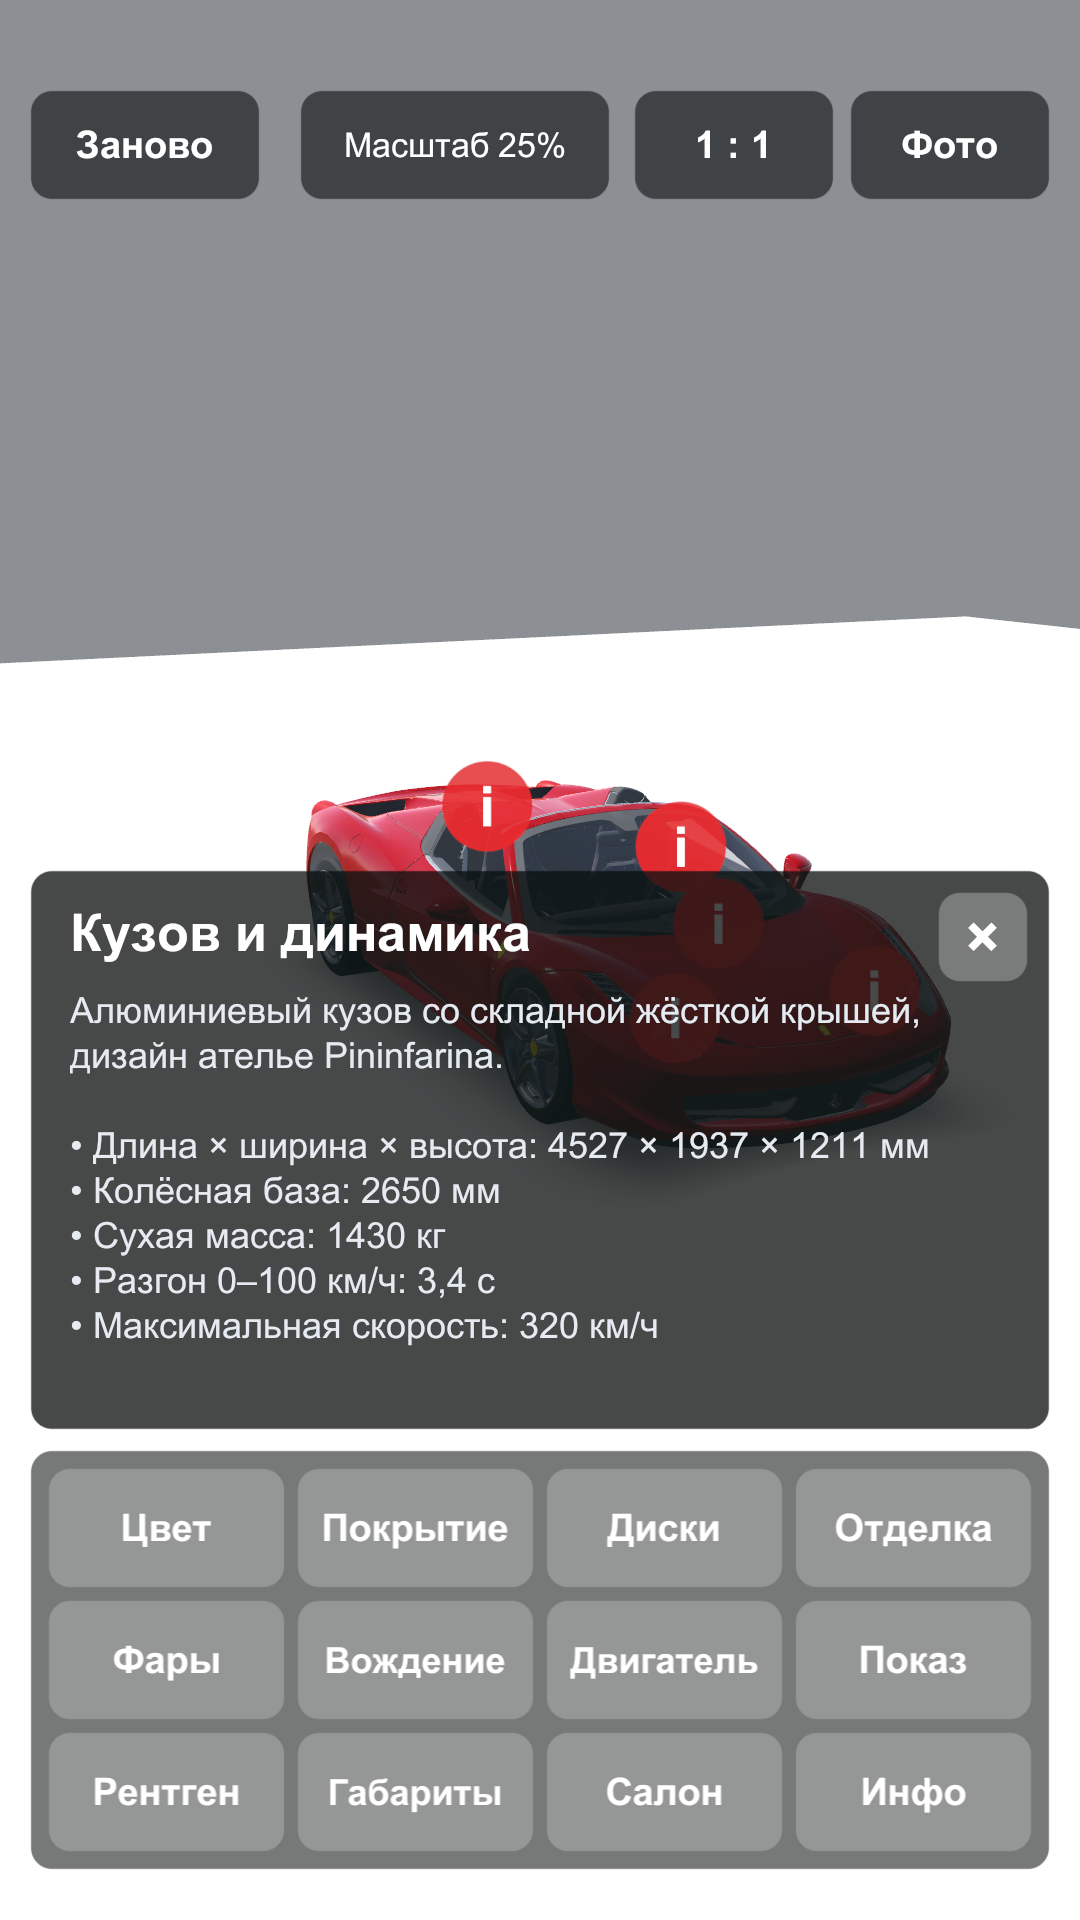 Заново
Масштаб 25%
1 : 1
Фото
i
i
i
i
i
Кузов и динамика
×
Алюминиевый кузов со складной жёсткой крышей,
дизайн ателье Pininfarina.
• Длина × ширина × высота: 4527 × 1937 × 1211 мм
• Колёсная база: 2650 мм
• Сухая масса: 1430 кг
• Разгон 0–100 км/ч: 3,4 с
• Максимальная скорость: 320 км/ч
Цвет
Покрытие
Диски
Отделка
Фары
Вождение
Двигатель
Показ
Рентген
Габариты
Салон
Инфо